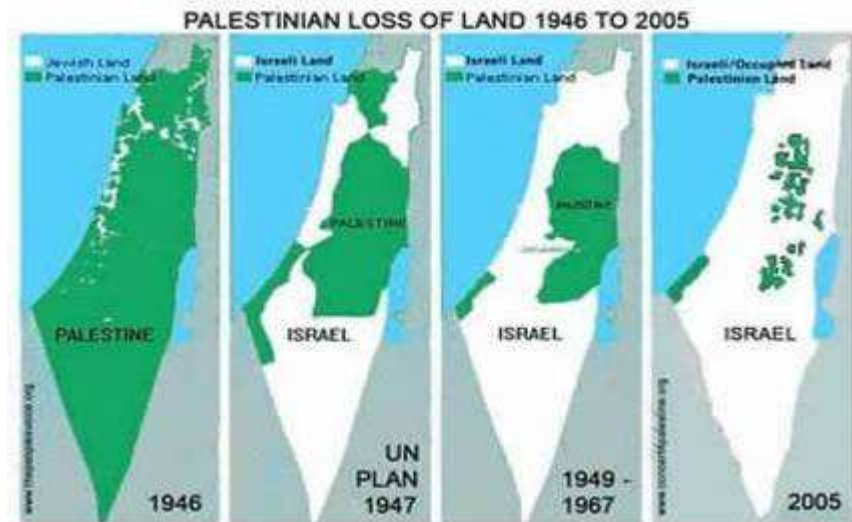 PALESTINIAN LOSS OF LAND 1946 TO 2005
Jewish Land
Palestinian Land
PALESTINE
1946
Israeli Land
Palestinian Land
PALESTINE
ISRAEL
UN
PLAN
1947
Israeli Land
Palestinian Land
ISRAEL
1949 -
1967
Israeli/Occupied Land
Palestinian Land
ISRAEL
2005